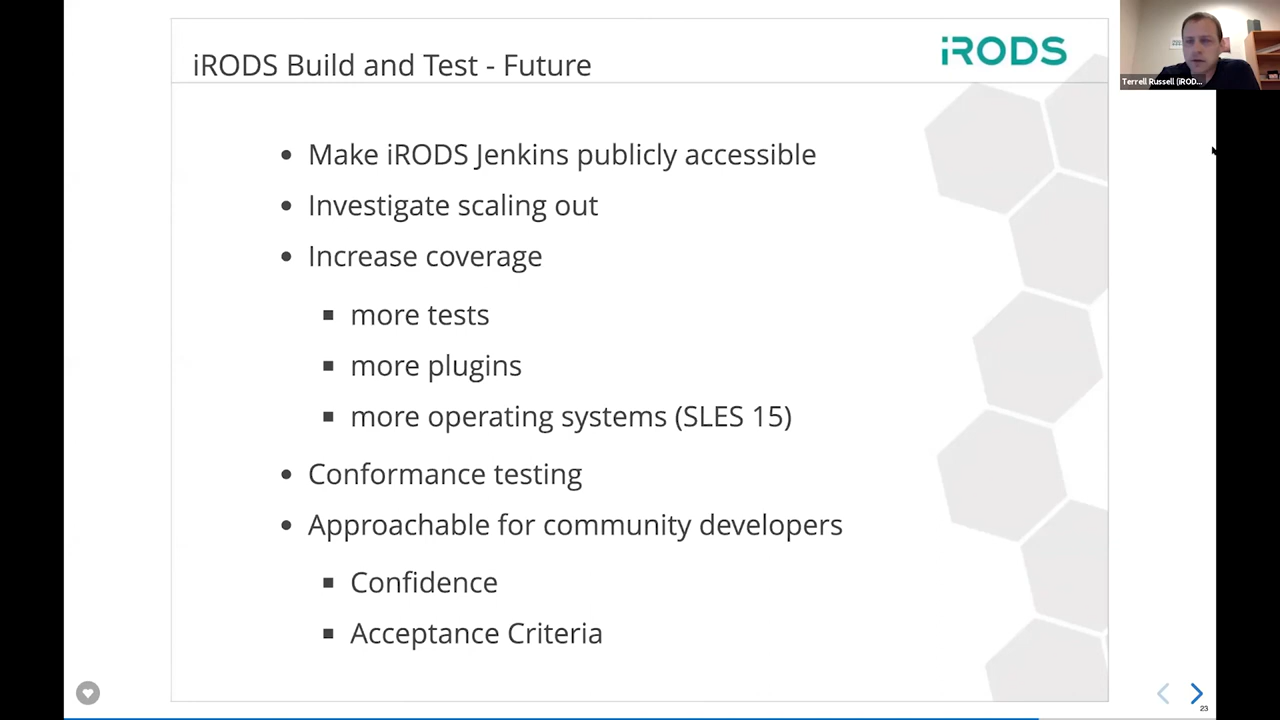 iRODS Build and Test - Future
iRODS
Terrell Russell (iROD...
• Make iRODS Jenkins publicly accessible
• Investigate scaling out
• Increase coverage
▪ more tests
▪ more plugins
▪ more operating systems (SLES 15)
• Conformance testing
• Approachable for community developers
▪ Confidence
▪ Acceptance Criteria
23